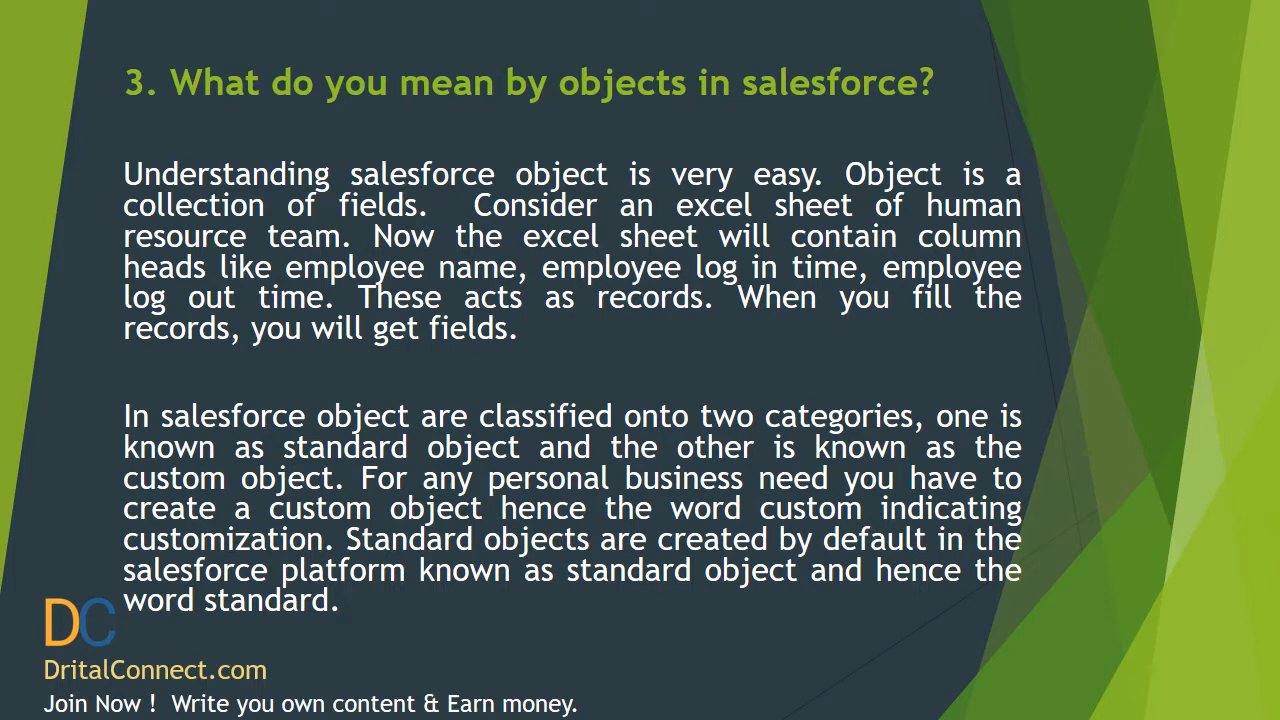 3. What do you mean by objects in salesforce?
Understanding salesforce object is very easy. Object is a
collection of fields.  Consider an excel sheet of human
resource team. Now the excel sheet will contain column
heads like employee name, employee log in time, employee
log out time. These acts as records. When you fill the
records, you will get fields.
In salesforce object are classified onto two categories, one is
known as standard object and the other is known as the
custom object. For any personal business need you have to
create a custom object hence the word custom indicating
customization. Standard objects are created by default in the
salesforce platform known as standard object and hence the
word standard.
DC
DritalConnect.com
Join Now !  Write you own content & Earn money.